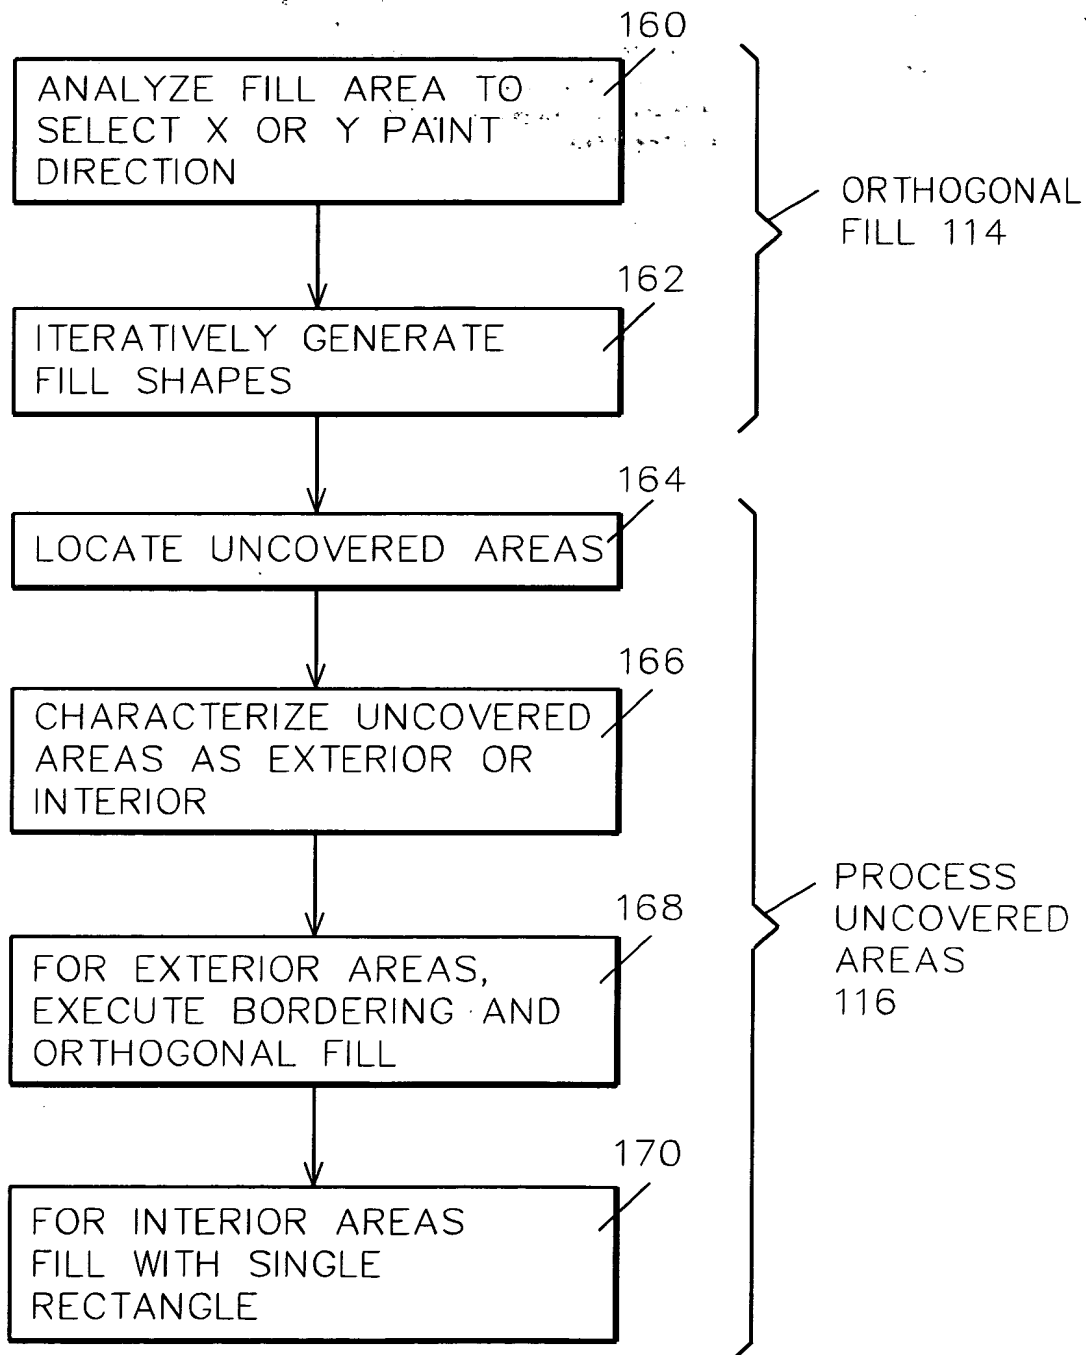 160
ANALYZE FILL AREA TO
SELECT X OR Y PAINT
DIRECTION
ORTHOGONAL
FILL 114
162
ITERATIVELY GENERATE
FILL SHAPES
164
LOCATE UNCOVERED AREAS
166
CHARACTERIZE UNCOVERED
AREAS AS EXTERIOR OR
INTERIOR
PROCESS
UNCOVERED
AREAS
116
168
FOR EXTERIOR AREAS,
EXECUTE BORDERING AND
ORTHOGONAL FILL
170
FOR INTERIOR AREAS
FILL WITH SINGLE
RECTANGLE